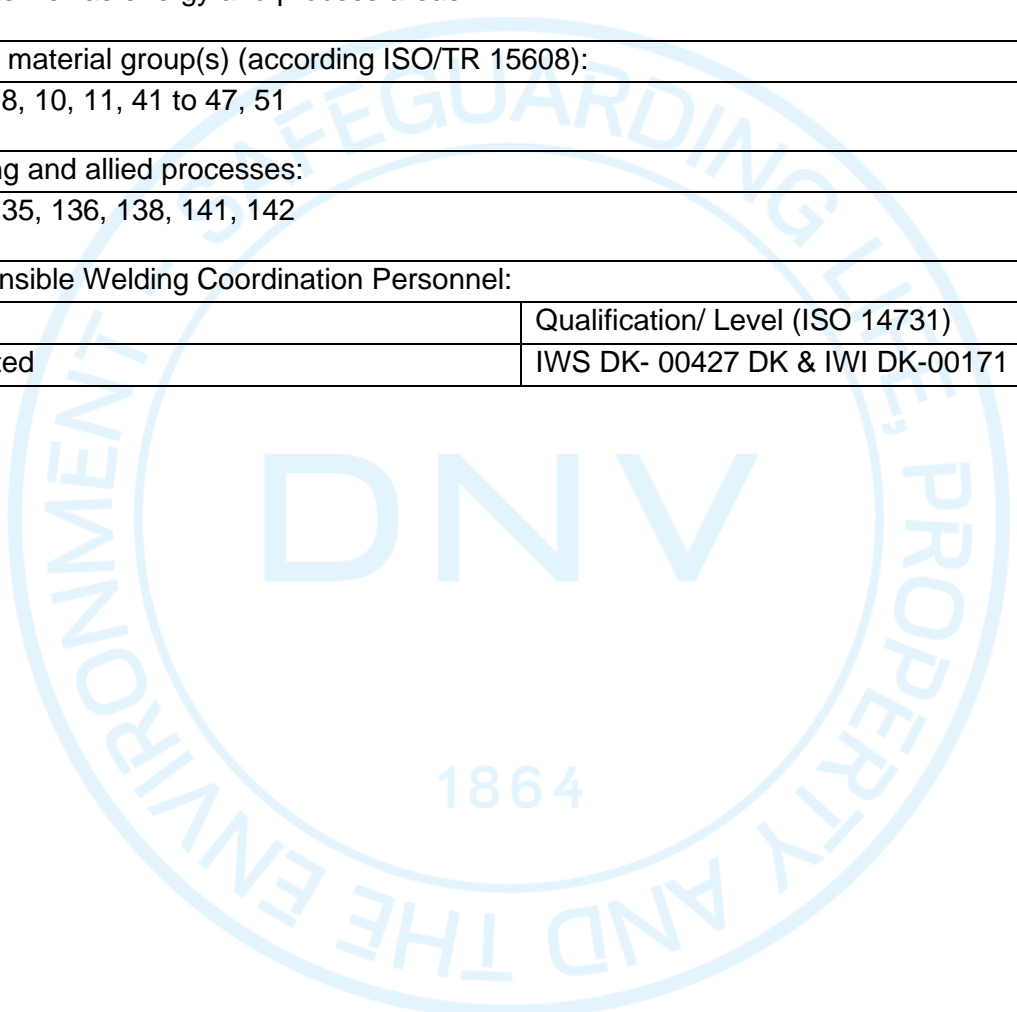 material group(s) (according ISO/TR 15608):
8, 10, 11, 41 to 47, 51
and allied processes:
35, 136, 138, 141, 142
Welding Coordination Personnel:
Qualification/ Level (ISO 14731)
IWS DK- 00427 DK & IWI DK-00171
SAFEGUARDING LIFE, PROPERTY AND THE ENVIRONMENT
DNV
1864